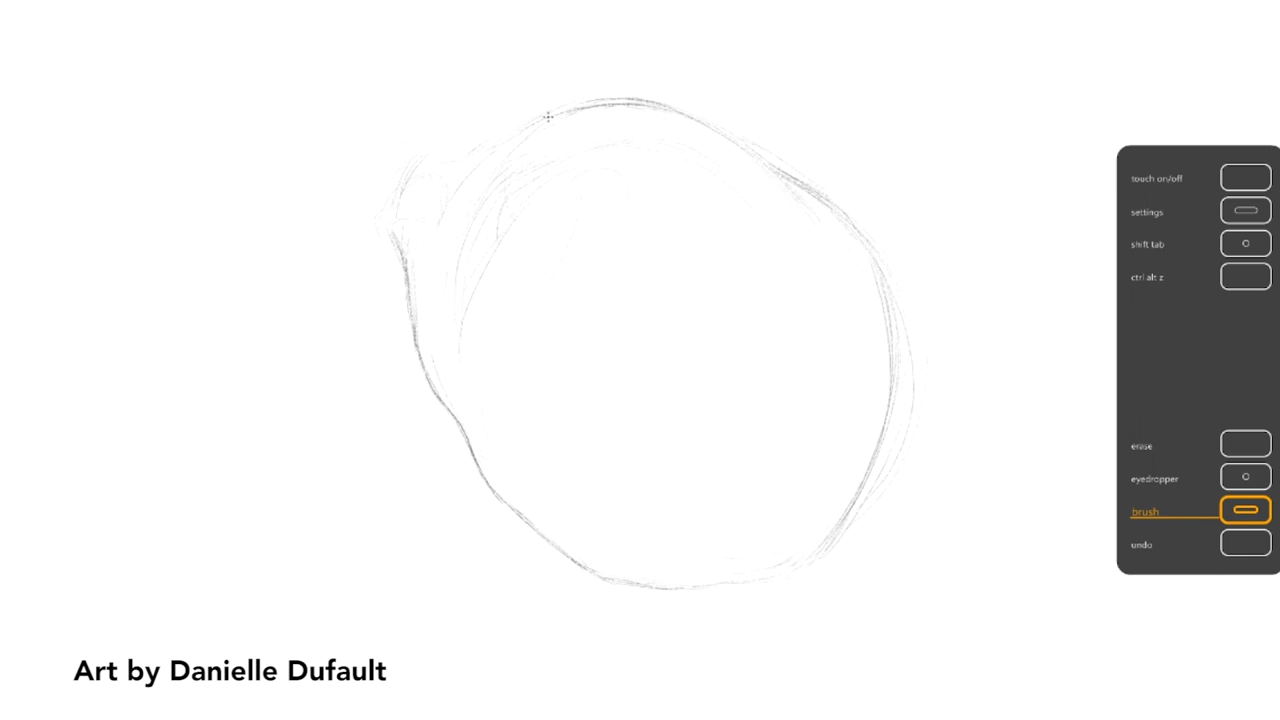 touch on/off
settings
shift tab
ctrl alt z
erase
eyedropper
brush
undo
Art by Danielle Dufault